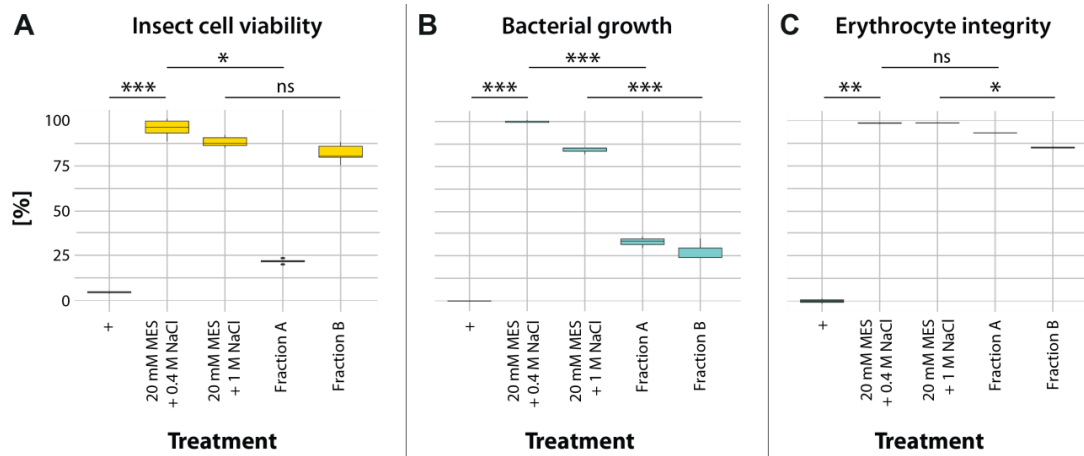 A Insect cell viability
*
*** ns
100
75
50
25
0
[%]
+
20 mM MES
+ 0.4 M NaCl
20 mM MES
+ 1 M NaCl
Fraction A
Fraction B
Treatment
B Bacterial growth
***
*** ***
+
20 mM MES
+ 0.4 M NaCl
20 mM MES
+ 1 M NaCl
Fraction A
Fraction B
Treatment
C Erythrocyte integrity
ns
** *
+
20 mM MES
+ 0.4 M NaCl
20 mM MES
+ 1 M NaCl
Fraction A
Fraction B
Treatment